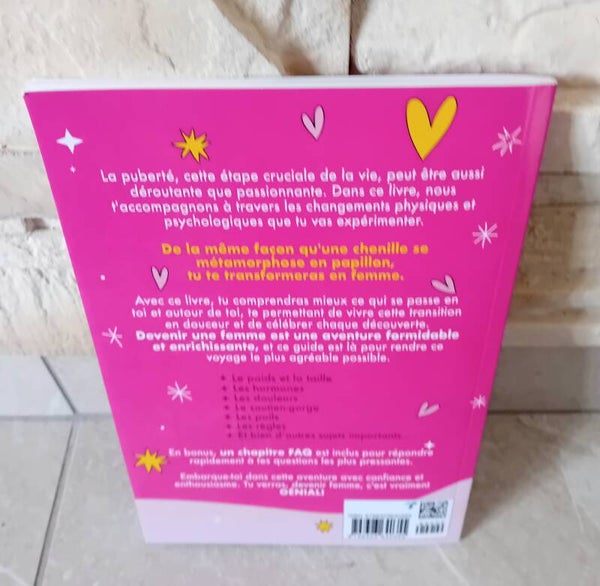 La puberté, cette étape cruciale de la vie, peut être aussi
déroutante que passionnante. Dans ce livre, nous
t'accompagnons à travers les changements physiques et
psychologiques que tu vas expérimenter.
De la même façon qu'une chenille se
métamorphose en papillon,
tu te transformeras en femme.
Avec ce livre, tu comprendras mieux ce qui se passe en
toi et autour de toi, te permettant de vivre cette transition
en douceur et de célébrer chaque découverte.
Devenir une femme est une aventure formidable
et enrichissante, et ce guide est là pour rendre ce
voyage le plus agréable possible.
Le poids et la taille
Les hormones
Les douleurs
Le soutien-gorge
Les poils
Les règles
Et bien d'autres sujets importants...
En bonus, un chapitre FAQ est inclus pour répondre
rapidement à tes questions les plus pressantes.
Embarque-toi dans cette aventure avec confiance et
enthousiasme. Tu verras, devenir femme, c'est vraiment
GÉNIAL!